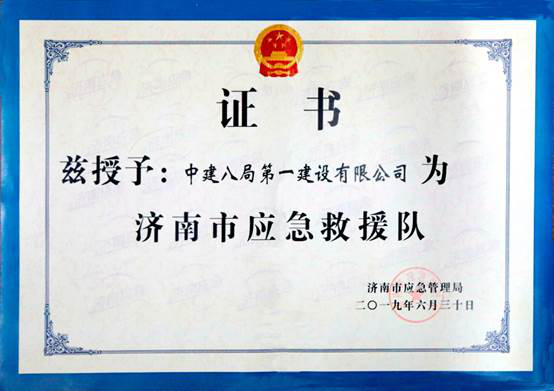 证书
兹授予：中建八局第一建设有限公司 为
济南市应急救援队
济南市应急管理局
二〇一九年六月三十日